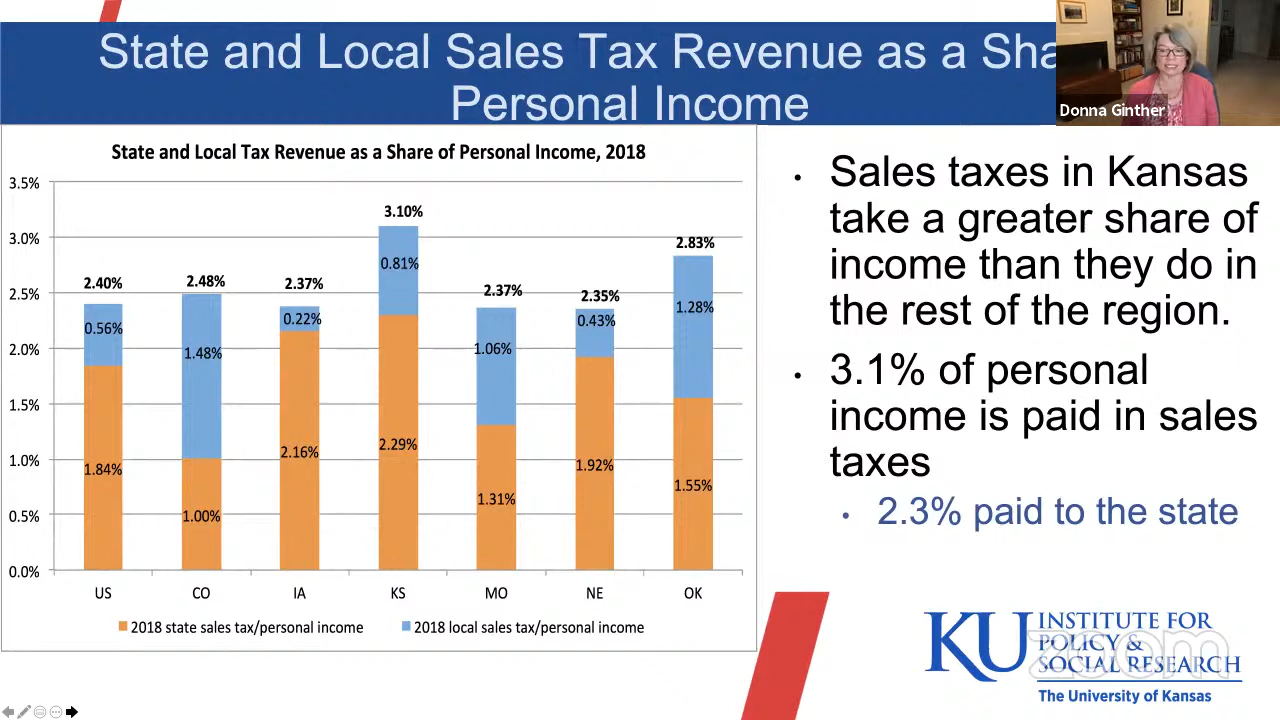 State and Local Sales Tax Revenue as a Sha
Personal Income
Donna Ginther
State and Local Tax Revenue as a Share of Personal Income, 2018
3.5%
3.0%
2.5%
2.0%
1.5%
1.0%
0.5%
0.0%
2.40%
0.56%
1.84%
2.48%
1.48%
1.00%
2.37%
0.22%
2.16%
3.10%
0.81%
2.29%
2.37%
1.06%
1.31%
2.35%
0.43%
1.92%
2.83%
1.28%
1.55%
US CO IA KS MO NE OK
2018 state sales tax/personal income 2018 local sales tax/personal income
• Sales taxes in Kansas
take a greater share of
income than they do in
the rest of the region.
• 3.1% of personal
income is paid in sales
taxes
• 2.3% paid to the state
KU INSTITUTE FOR
POLICY &
SOCIAL RESEARCH
The University of Kansas
zoom